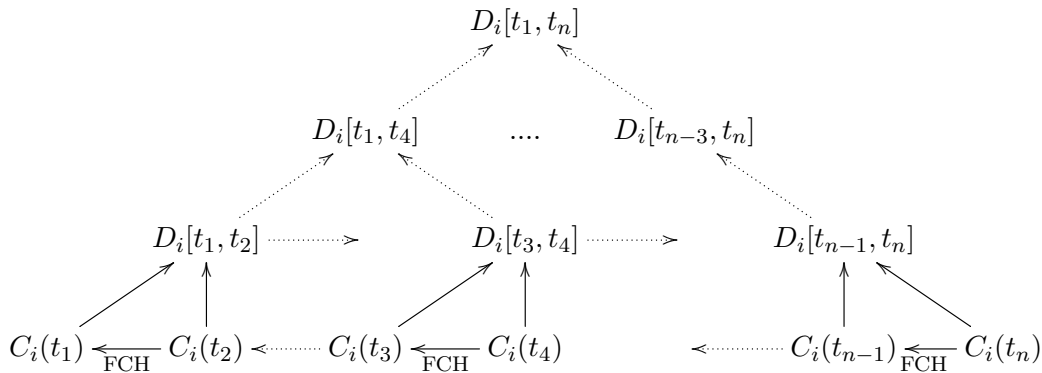 D_i[t_1, t_n]
D_i[t_1, t_4] .... D_i[t_{n-3}, t_n]
D_i[t_1, t_2] D_i[t_3, t_4] D_i[t_{n-1}, t_n]
C_i(t_1) C_i(t_2) C_i(t_3) C_i(t_4) C_i(t_{n-1}) C_i(t_n)
FCH FCH FCH